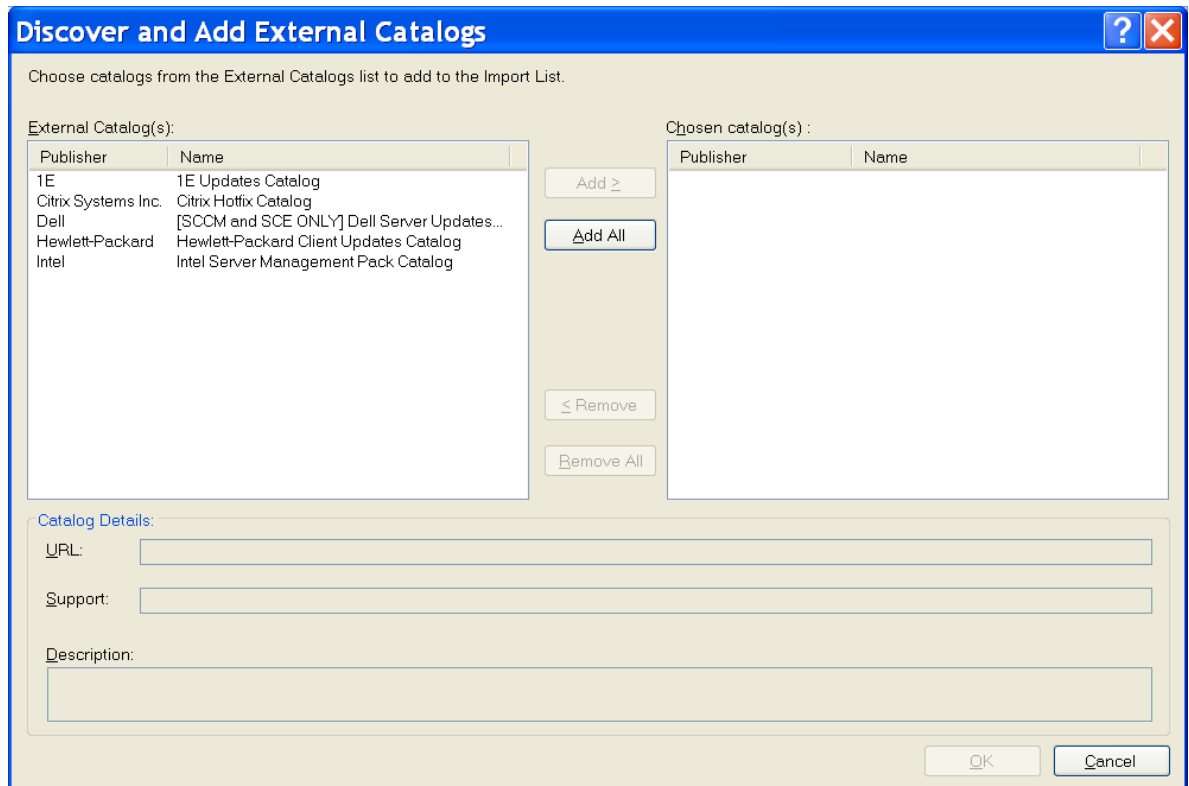 Discover and Add External Catalogs
?
Choose catalogs from the External Catalogs list to add to the Import List.
External Catalog(s):
Publisher Name
1E 1E Updates Catalog
Citrix Systems Inc. Citrix Hotfix Catalog
Dell [SCCM and SCE ONLY] Dell Server Updates...
Hewlett-Packard Hewlett-Packard Client Updates Catalog
Intel Intel Server Management Pack Catalog
Add >
Add All
< Remove
Remove All
Chosen catalog(s) :
Publisher Name
Catalog Details:
URL:
Support:
Description:
OK Cancel